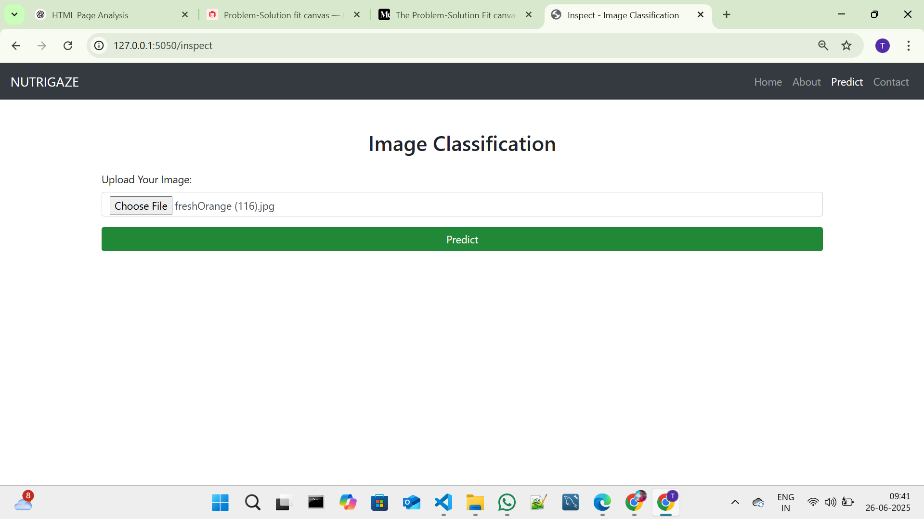 HTML Page Analysis
Problem-Solution fit canvas —
The Problem-Solution Fit canva
Inspect - Image Classification
127.0.0.1:5050/inspect
T
NUTRIGAZE
Home About Predict Contact
Image Classification
Upload Your Image:
Choose File freshOrange (116).jpg
Predict
8
T
ENG
IN
09:41
26-06-2025